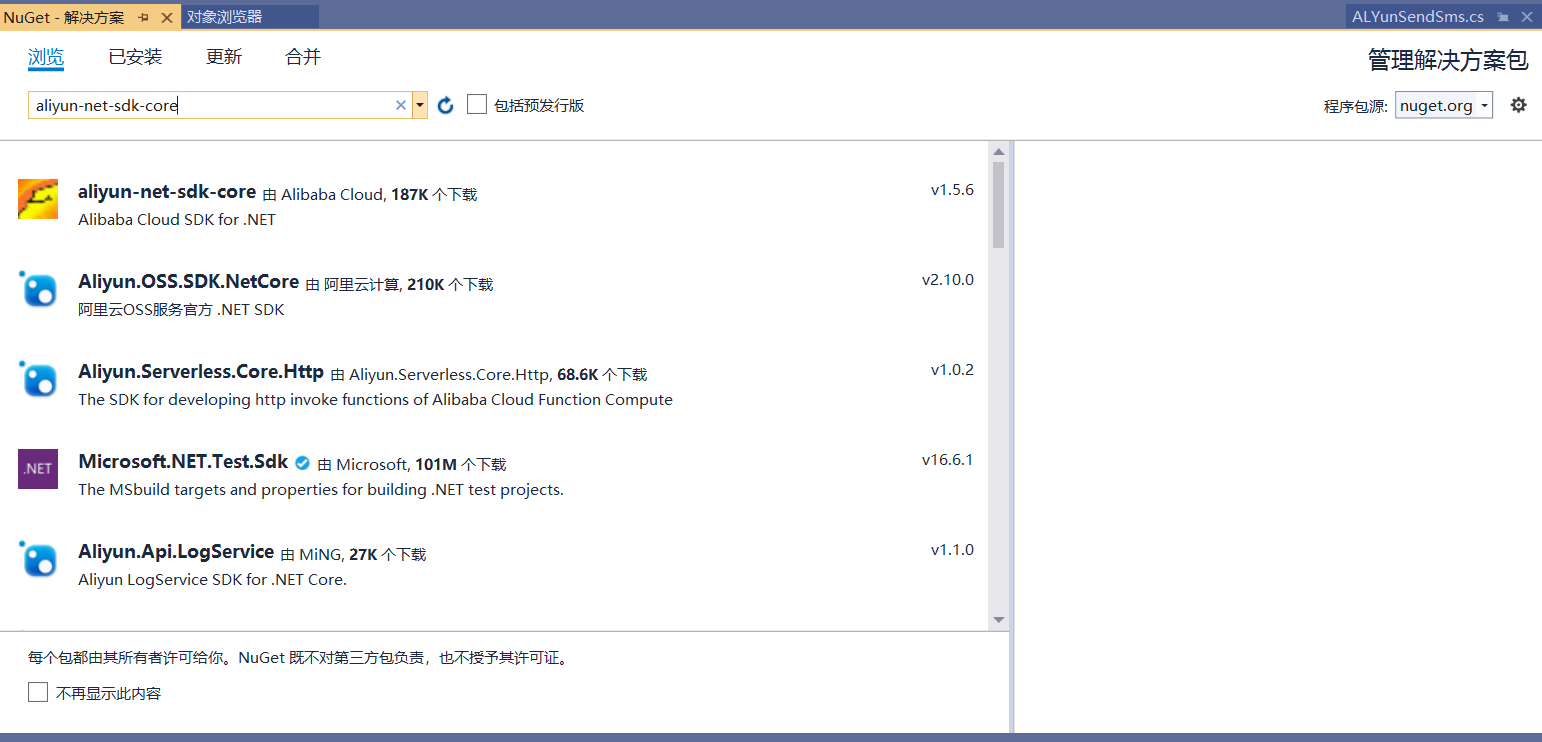 NuGet - 解决方案
对象浏览器
ALYunSendSms.cs
浏览 已安装 更新 合并
管理解决方案包
aliyun-net-sdk-core
包括预发行版
程序包源: nuget.org
aliyun-net-sdk-core 由 Alibaba Cloud, 187K 个下载
v1.5.6
Alibaba Cloud SDK for .NET
Aliyun.OSS.SDK.NetCore 由 阿里云计算, 210K 个下载
v2.10.0
阿里云OSS服务官方 .NET SDK
Aliyun.Serverless.Core.Http 由 Aliyun.Serverless.Core.Http, 68.6K 个下载
v1.0.2
The SDK for developing http invoke functions of Alibaba Cloud Function Compute
.NET
Microsoft.NET.Test.Sdk 由 Microsoft, 101M 个下载
v16.6.1
The MSbuild targets and properties for building .NET test projects.
Aliyun.Api.LogService 由 MiNG, 27K 个下载
v1.1.0
Aliyun LogService SDK for .NET Core.
每个包都由其所有者许可给你。NuGet 既不对第三方包负责，也不授予其许可证。
不再显示此内容